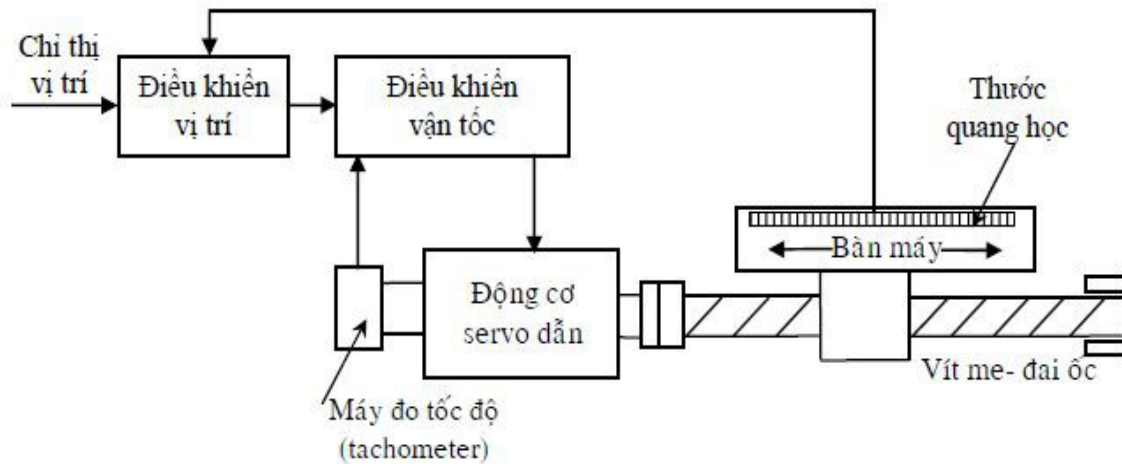 Chỉ thị
vị trí
Điều khiển
vị trí
Điều khiển
vận tốc
Thước
quang học
Bàn máy
Động cơ
servo dẫn
Vít me- đai ốc
Máy đo tốc độ
(tachometer)